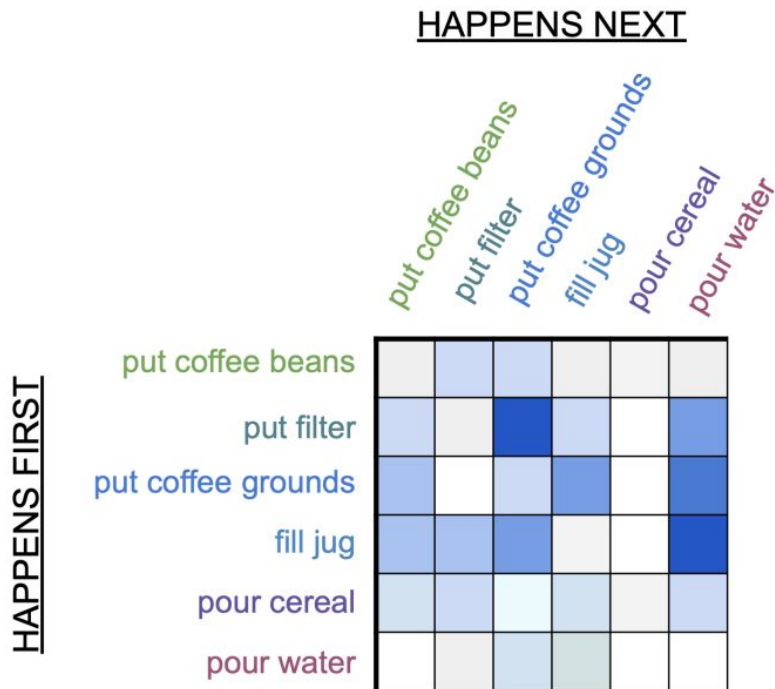 HAPPENS NEXT
put coffee beans
put filter
put coffee grounds
fill jug
pour cereal
pour water
HAPPENS FIRST
put coffee beans
put filter
put coffee grounds
fill jug
pour cereal
pour water